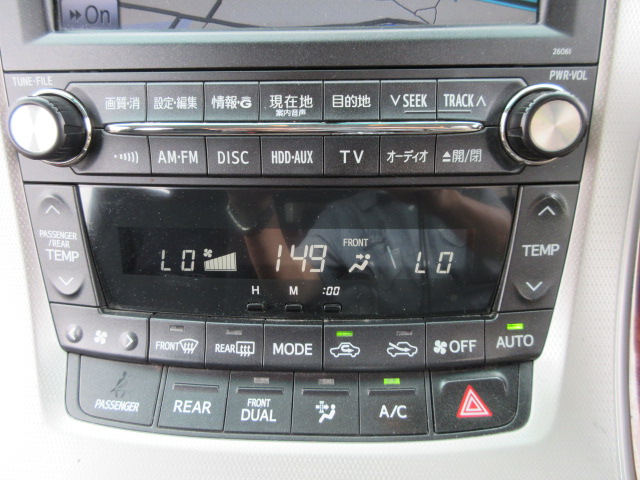 On
26061
TUNE·FILE
PWR·VOL
画質・消 設定・編集 情報・G 現在地 案内音声 目的地 ∨SEEK TRACK∧
AM·FM DISC HDD·AUX TV オーディオ ≜開/閉
PASSENGER/REAR TEMP
LO 149 FRONT LO
TEMP
H M :00
FRONT REAR MODE OFF AUTO
PASSENGER REAR FRONT DUAL A/C